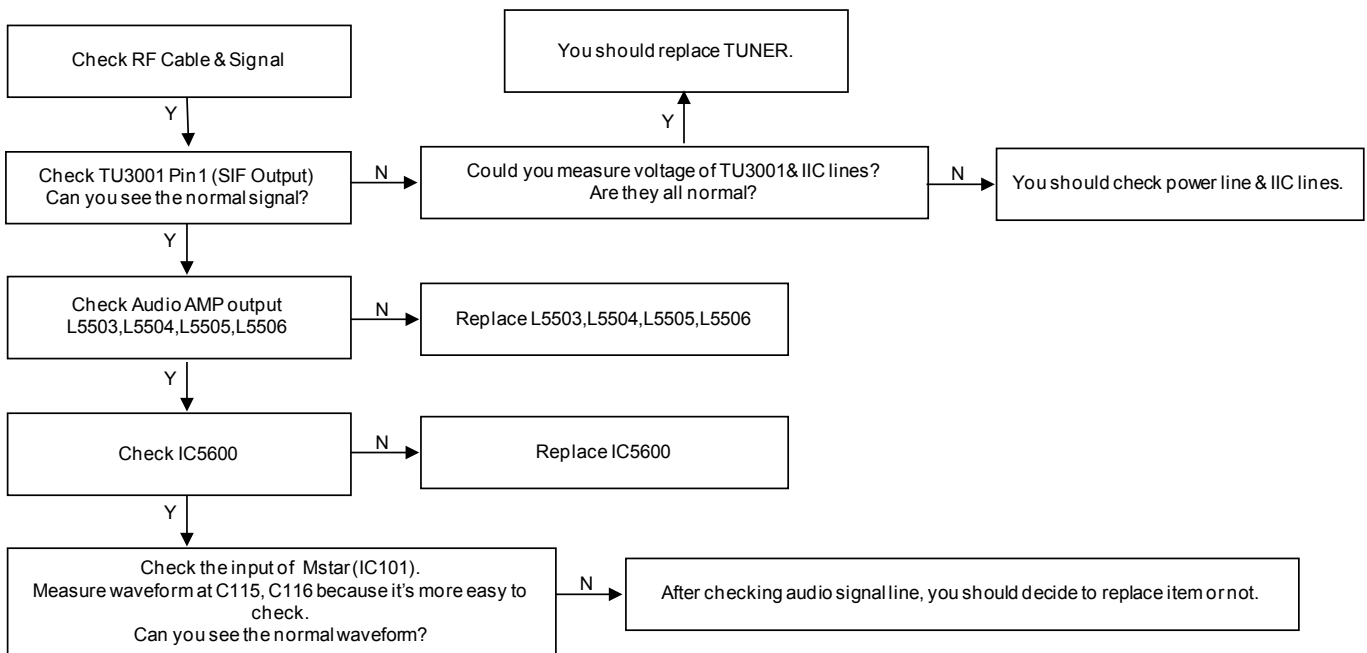 Check RF Cable & Signal
You should replace TUNER.
Y
Y
Check TU3001 Pin1 (SIF Output)
Can you see the normal signal?
N
Could you measure voltage of TU3001& IIC lines?
Are they all normal?
N
You should check power line & IIC lines.
Y
Check Audio AMP output
L5503,L5504,L5505,L5506
N
Replace L5503,L5504,L5505,L5506
Y
Check IC5600
N
Replace IC5600
Y
Check the input of Mstar(IC101).
Measure waveform at C115, C116 because it's more easy to
check.
Can you see the normal waveform?
N
After checking audio signal line, you should decide to replace item or not.